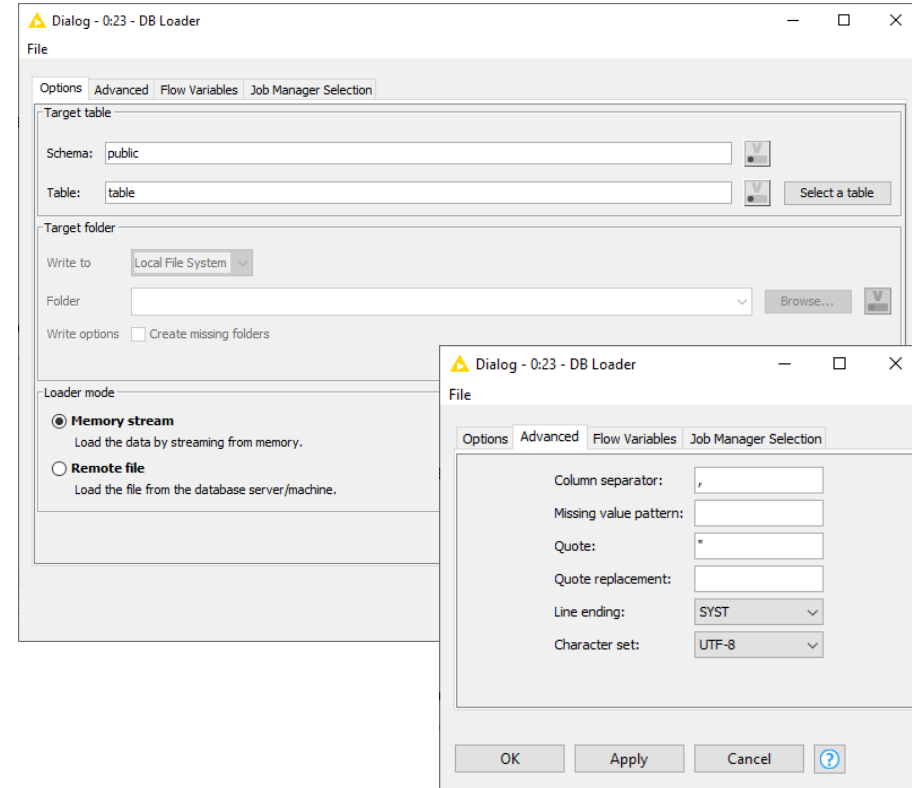 Dialog - 0:23 - DB Loader
File
Options Advanced Flow Variables Job Manager Selection
Target table
Schema: public
Table: table Select a table
Target folder
Write to Local File System
Folder Browse...
Write options Create missing folders
Loader mode
Memory stream
Load the data by streaming from memory.
Remote file
Load the file from the database server/machine.
Dialog - 0:23 - DB Loader
File
Options Advanced Flow Variables Job Manager Selection
Column separator: ,
Missing value pattern:
Quote: "
Quote replacement:
Line ending: SYST
Character set: UTF-8
OK Apply Cancel ?